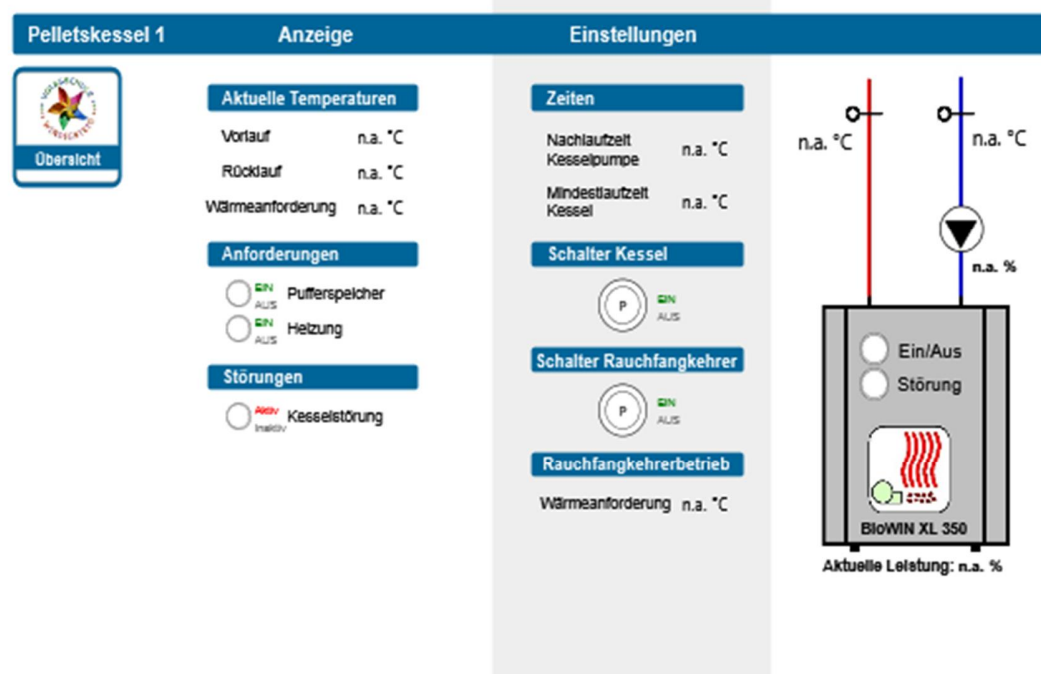 Pelletskessel 1
Anzeige
Einstellungen
Übersicht
Aktuelle Temperaturen
Vorlauf n.a. °C
Rücklauf n.a. °C
Wärmeanforderung n.a. °C
Anforderungen
EIN
AUS
Pufferspeicher
EIN
AUS
Heizung
Störungen
Aktiv
Inaktiv
Kesselstörung
Zeiten
Nachlaufzeit
Kesselpumpe
n.a. °C
Mindestlaufzeit
Kessel
n.a. °C
Schalter Kessel
P
EIN
AUS
Schalter Rauchfangkehrer
P
EIN
AUS
Rauchfangkehrerbetrieb
Wärmeanforderung n.a. °C
n.a. °C
n.a. °C
n.a. %
Ein/Aus
Störung
BioWIN XL 350
Aktuelle Leistung: n.a. %